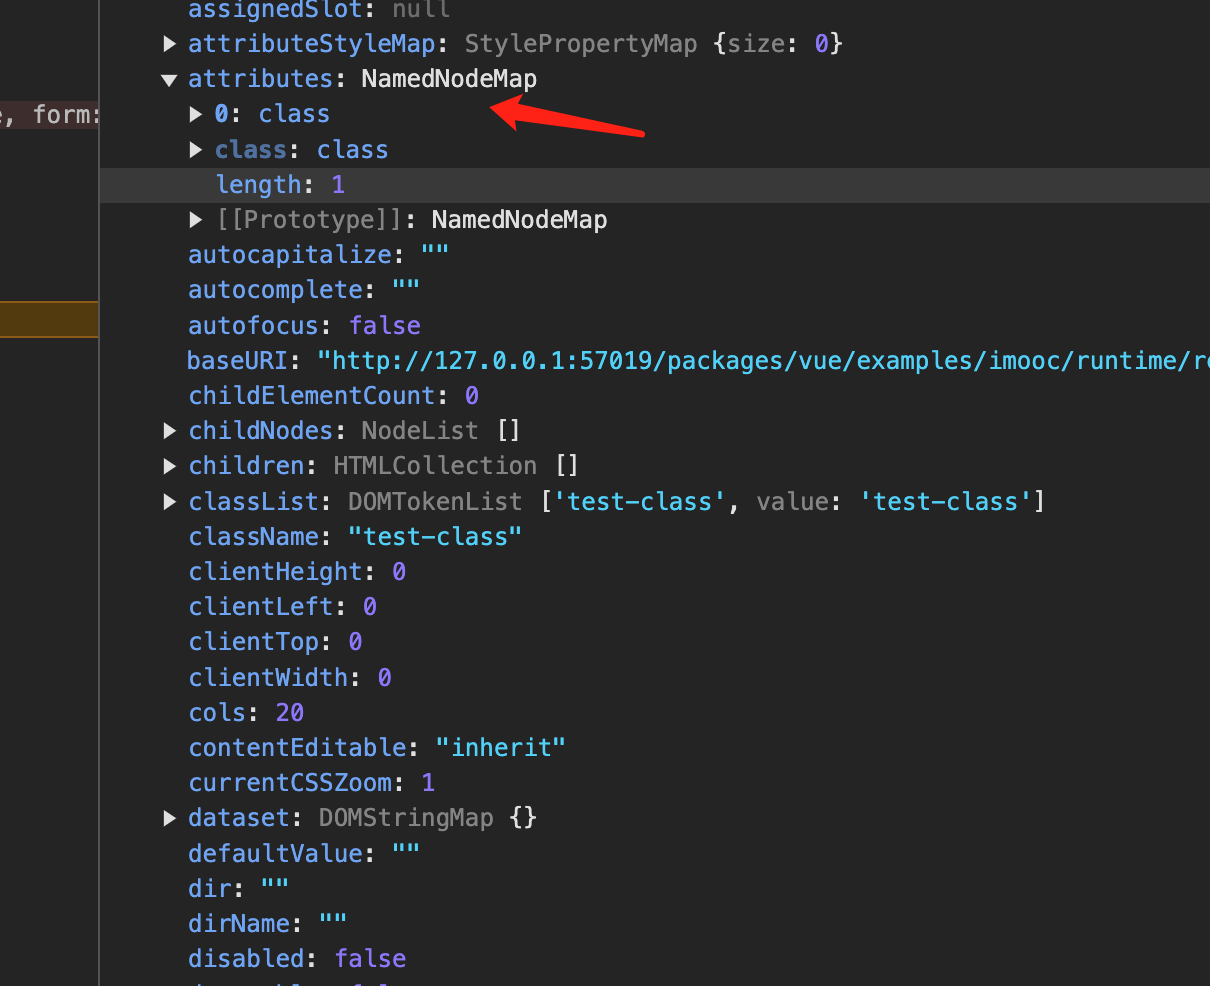 assignedSlot: null
attributeStyleMap: StylePropertyMap {size: 0}
attributes: NamedNodeMap
, form: 0: class
class: class
length: 1
[[Prototype]]: NamedNodeMap
autocapitalize: ""
autocomplete: ""
autofocus: false
baseURI: "http://127.0.0.1:57019/packages/vue/examples/imooc/runtime/
childElementCount: 0
childNodes: NodeList []
children: HTMLCollection []
classList: DOMTokenList ['test-class', value: 'test-class']
className: "test-class"
clientHeight: 0
clientLeft: 0
clientTop: 0
clientWidth: 0
cols: 20
contentEditable: "inherit"
currentCSSZoom: 1
dataset: DOMStringMap {}
defaultValue: ""
dir: ""
dirName: ""
disabled: false